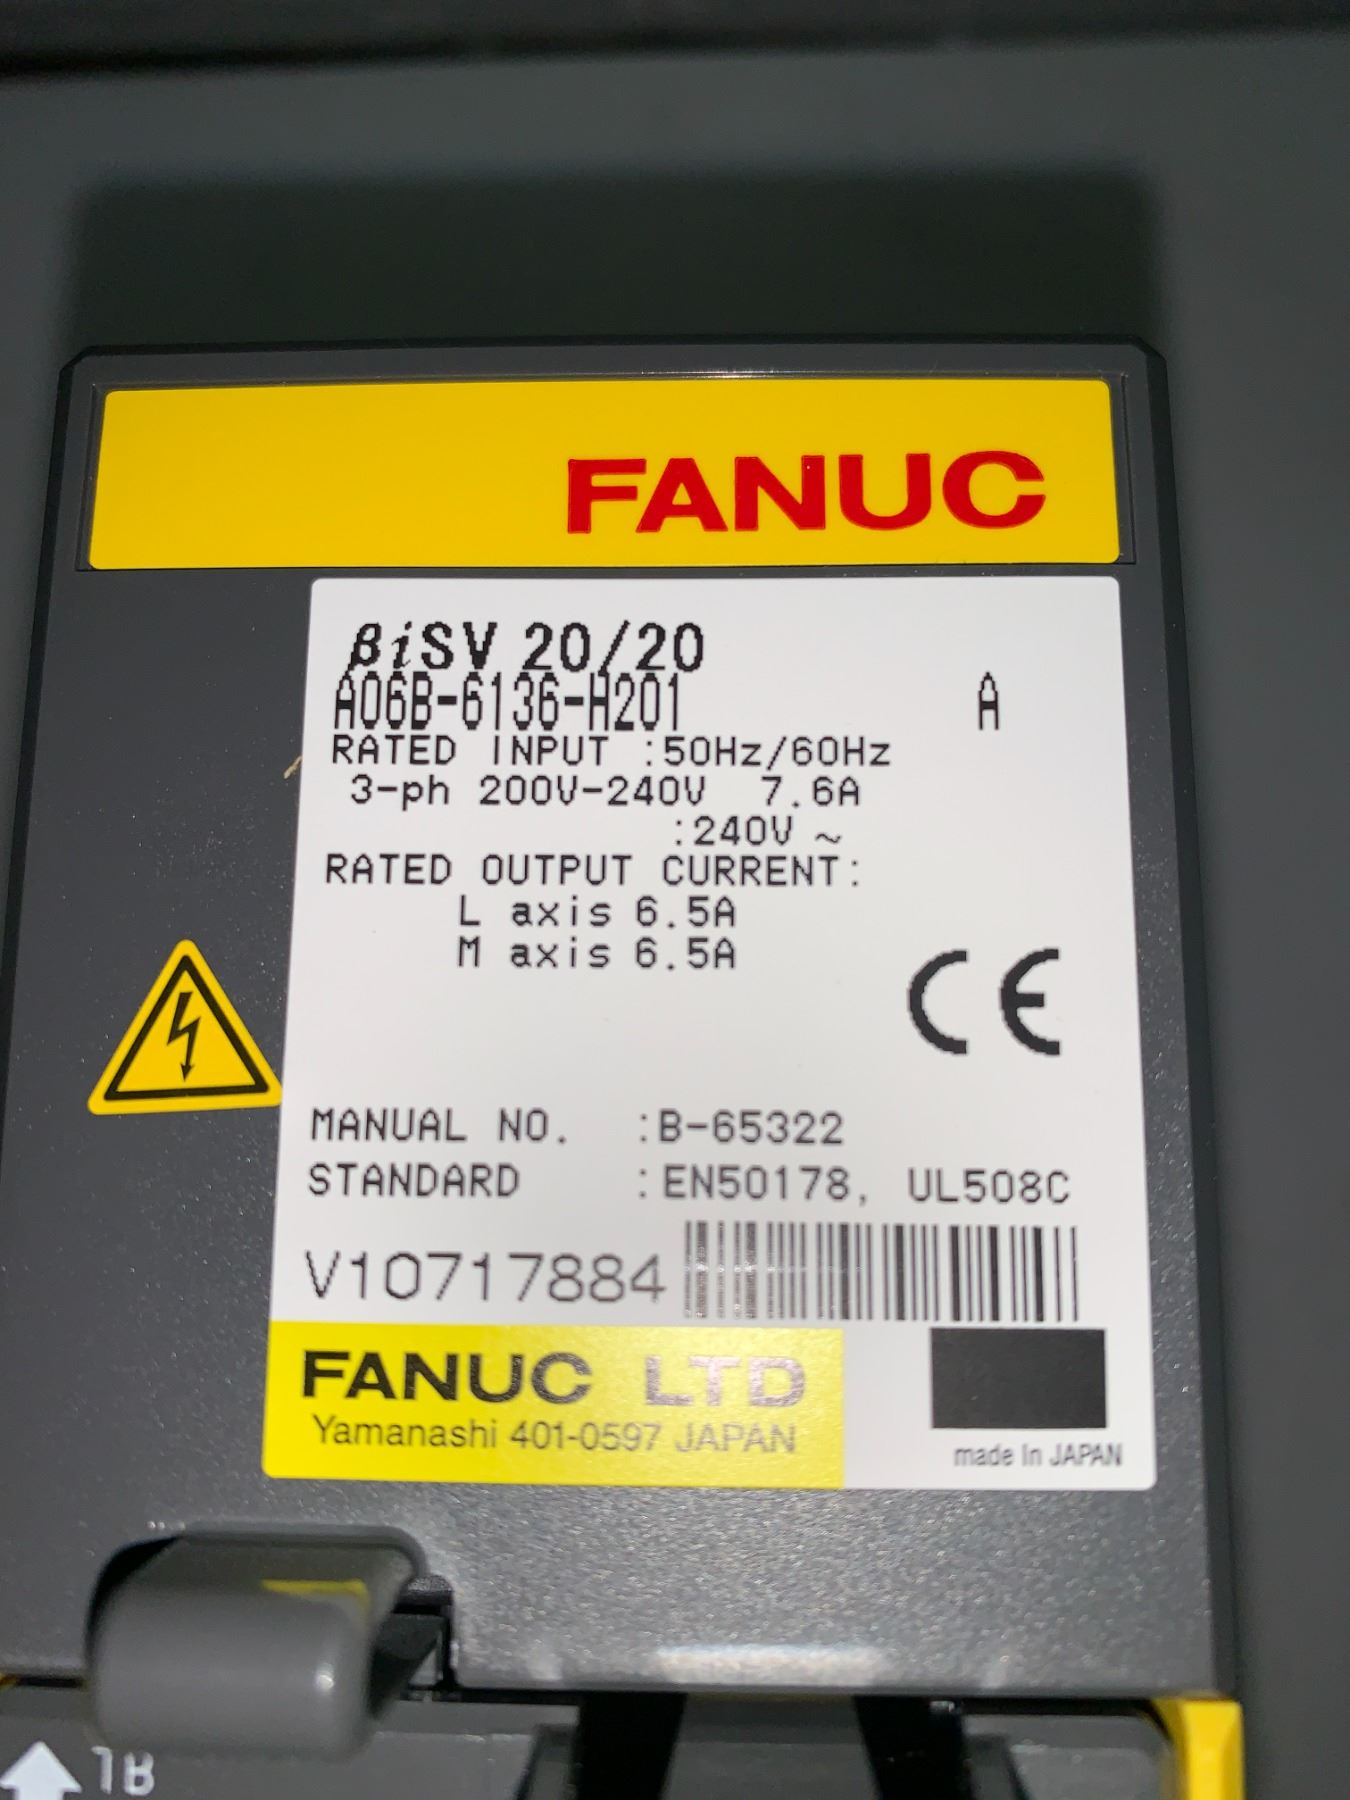 FANUC
βiSV 20/20
A06B-6136-H201 A
RATED INPUT :50Hz/60Hz
3-ph 200V-240V 7.6A
:240V ~
RATED OUTPUT CURRENT:
L axis 6.5A
M axis 6.5A
CE
MANUAL NO. :B-65322
STANDARD :EN50178, UL508C
V10717884
FANUC LTD
Yamanashi 401-0597 JAPAN
made In JAPAN